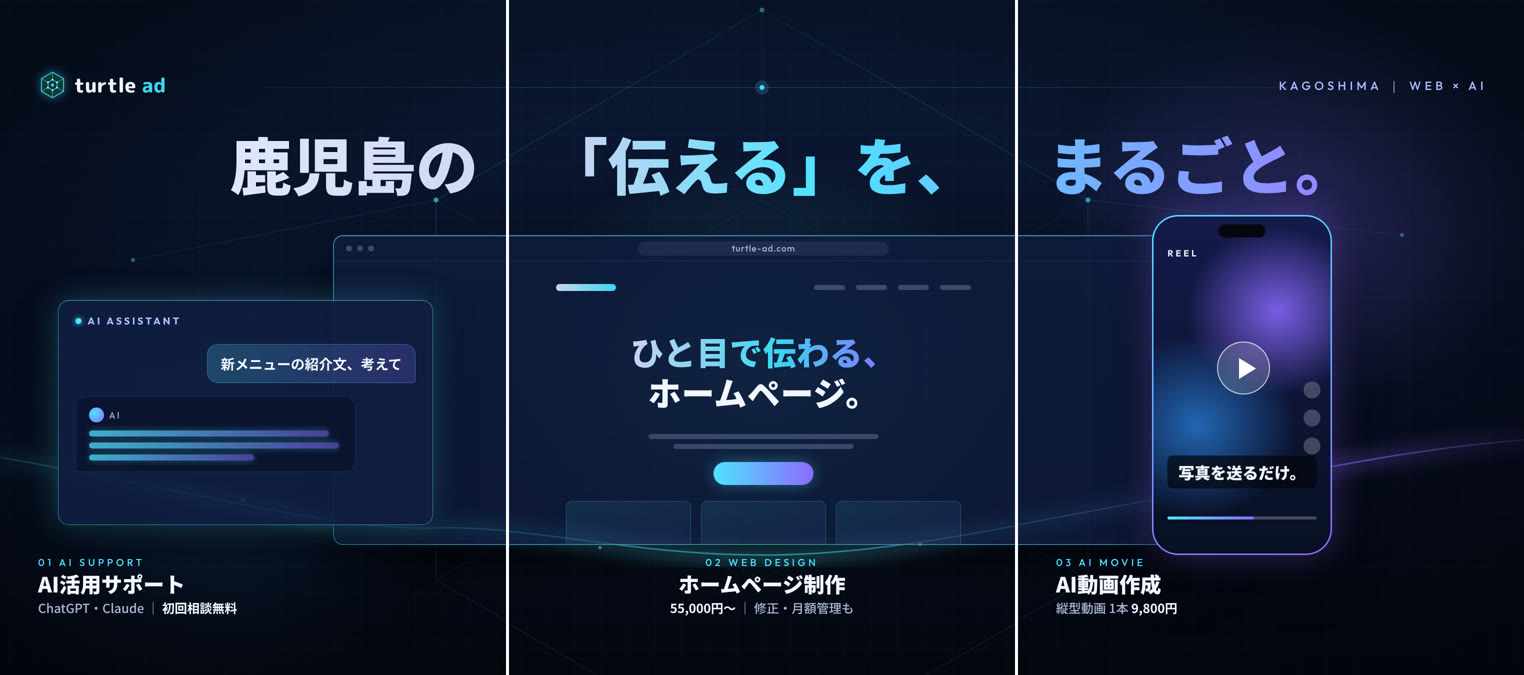 turtle ad
KAGOSHIMA | WEB × AI
鹿児島の「伝える」を、まるごと。
turtle-ad.com
AI ASSISTANT
新メニューの紹介文、考えて
AI
ひと目で伝わる、
ホームページ。
REEL
写真を送るだけ。
01 AI SUPPORT
AI活用サポート
ChatGPT・Claude | 初回相談無料
02 WEB DESIGN
ホームページ制作
55,000円〜 | 修正・月額管理も
03 AI MOVIE
AI動画作成
縦型動画 1本 9,800円